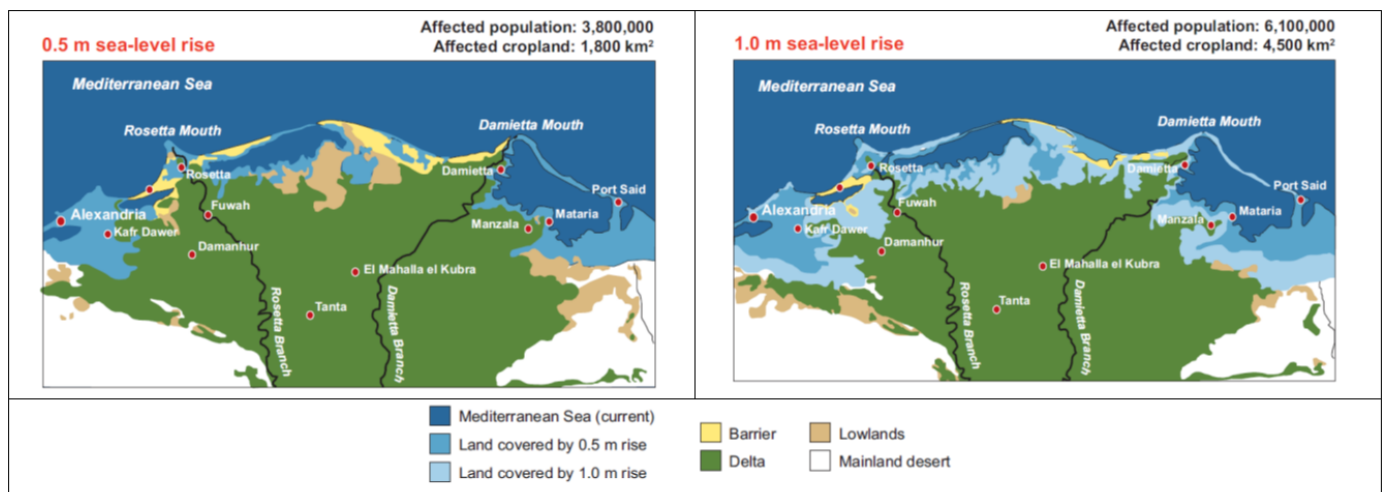 0.5 m sea-level rise
Affected population: 3,800,000
Affected cropland: 1,800 km²
Mediterranean Sea
Rosetta Mouth
Damietta Mouth
Rosetta
Damietta
Port Said
Alexandria
Fuwah
Mataria
Kafr Dawer
Manzala
Damanhur
El Mahalla el Kubra
Tanta
Rosetta Branch
Damietta Branch
1.0 m sea-level rise
Affected population: 6,100,000
Affected cropland: 4,500 km²
Mediterranean Sea
Rosetta Mouth
Damietta Mouth
Rosetta
Damietta
Port Said
Alexandria
Fuwah
Mataria
Kafr Dawer
Manzala
Damanhur
El Mahalla el Kubra
Tanta
Rosetta Branch
Damietta Branch
Mediterranean Sea (current)
Land covered by 0.5 m rise
Land covered by 1.0 m rise
Barrier
Delta
Lowlands
Mainland desert